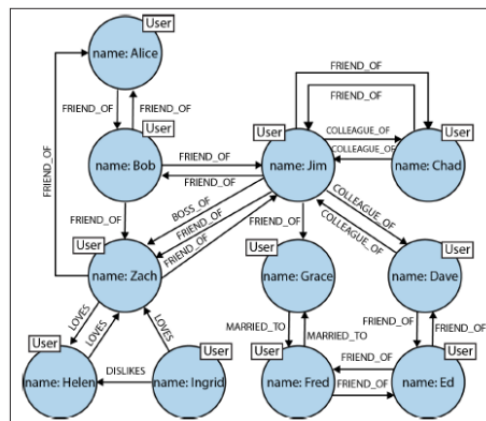 User
name: Alice
FRIEND_OF
FRIEND_OF
FRIEND_OF
User
name: Bob
FRIEND_OF
FRIEND_OF
FRIEND_OF
FRIEND_OF
FRIEND_OF
User
name: Jim
COLLEAGUE_OF
COLLEAGUE_OF
User
name: Chad
BOSS_OF
FRIEND_OF
FRIEND_OF
FRIEND_OF
COLLEAGUE_OF
COLLEAGUE_OF
User
name: Zach
User
name: Grace
User
name: Dave
LOVES
LOVES
LOVES
MARRIED_TO
MARRIED_TO
FRIEND_OF
FRIEND_OF
User
name: Helen
DISLIKES
User
name: Ingrid
User
name: Fred
FRIEND_OF
FRIEND_OF
User
name: Ed